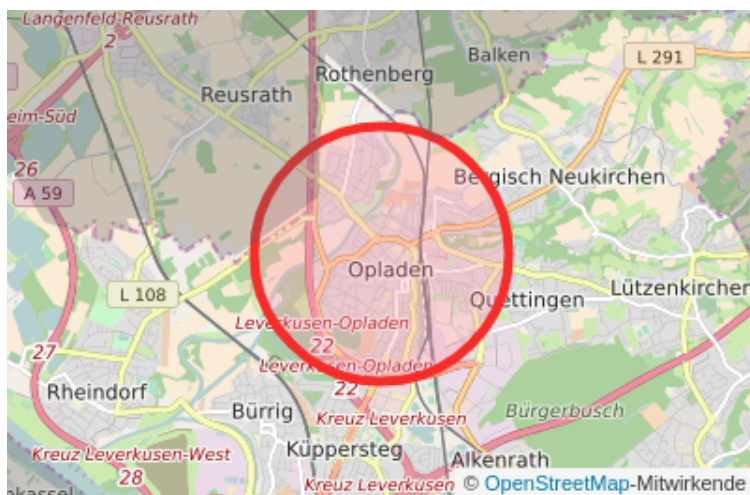 Langenfeld-Reusrath
2
Balken
L 291
Rothenberg
Reusrath
eim-Süd
26
A 59
Bergisch Neukirchen
Opladen
L 108
Quettingen
Lützenkirchen
Leverkusen-Opladen
22
27
Leverkusen-Opladen
22
Rheindorf
Bürrig
Kreuz Leverkusen
Bürgerbusch
Küppersteg
Kreuz Leverkusen-West
28
Alkenrath
kassel
Kreuz Leverkusen
© OpenStreetMap-Mitwirkende